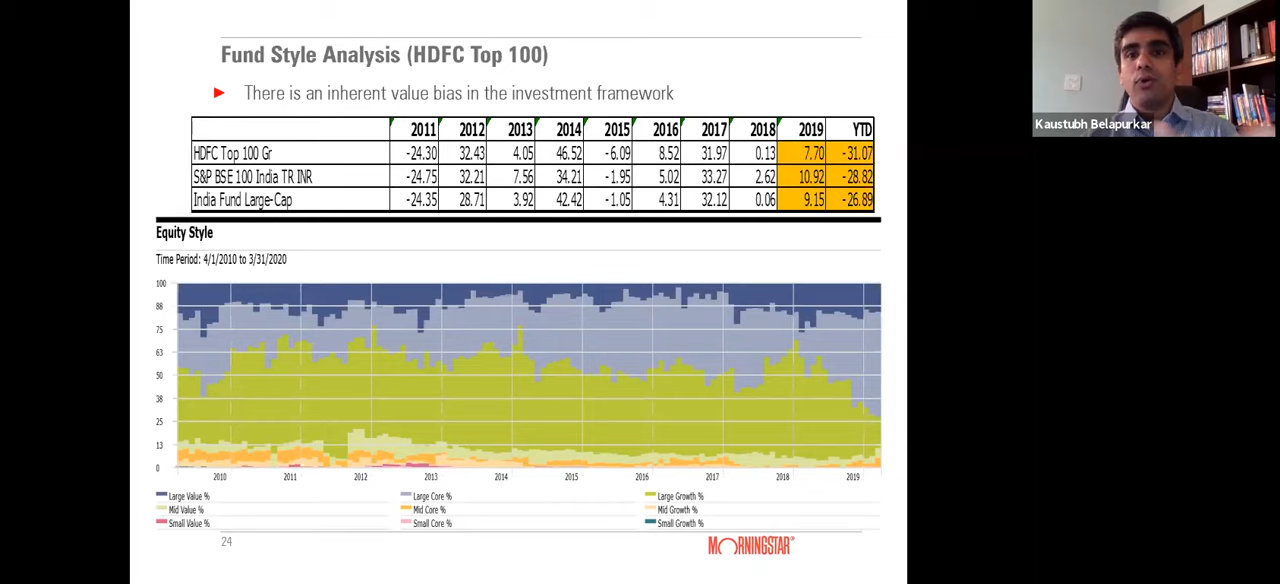 Fund Style Analysis (HDFC Top 100)
There is an inherent value bias in the investment framework
2011 2012 2013 2014 2015 2016 2017 2018 2019 YTD
HDFC Top 100 Gr -24.30 32.43 4.05 46.52 -6.09 8.52 31.97 0.13 7.70 -31.07
S&P BSE 100 India TR INR -24.75 32.21 7.56 34.21 -1.95 5.02 33.27 2.62 10.92 -28.82
India Fund Large-Cap -24.35 28.71 3.92 42.42 -1.05 4.31 32.12 0.06 9.15 -26.89
Equity Style
Time Period: 4/1/2010 to 3/31/2020
100
88
75
63
50
38
25
13
0
2010 2011 2012 2013 2014 2015 2016 2017 2018 2019
Large Value % Large Core % Large Growth %
Mid Value % Mid Core % Mid Growth %
Small Value % Small Core % Small Growth %
24
MORNINGSTAR®
Kaustubh Belapurkar